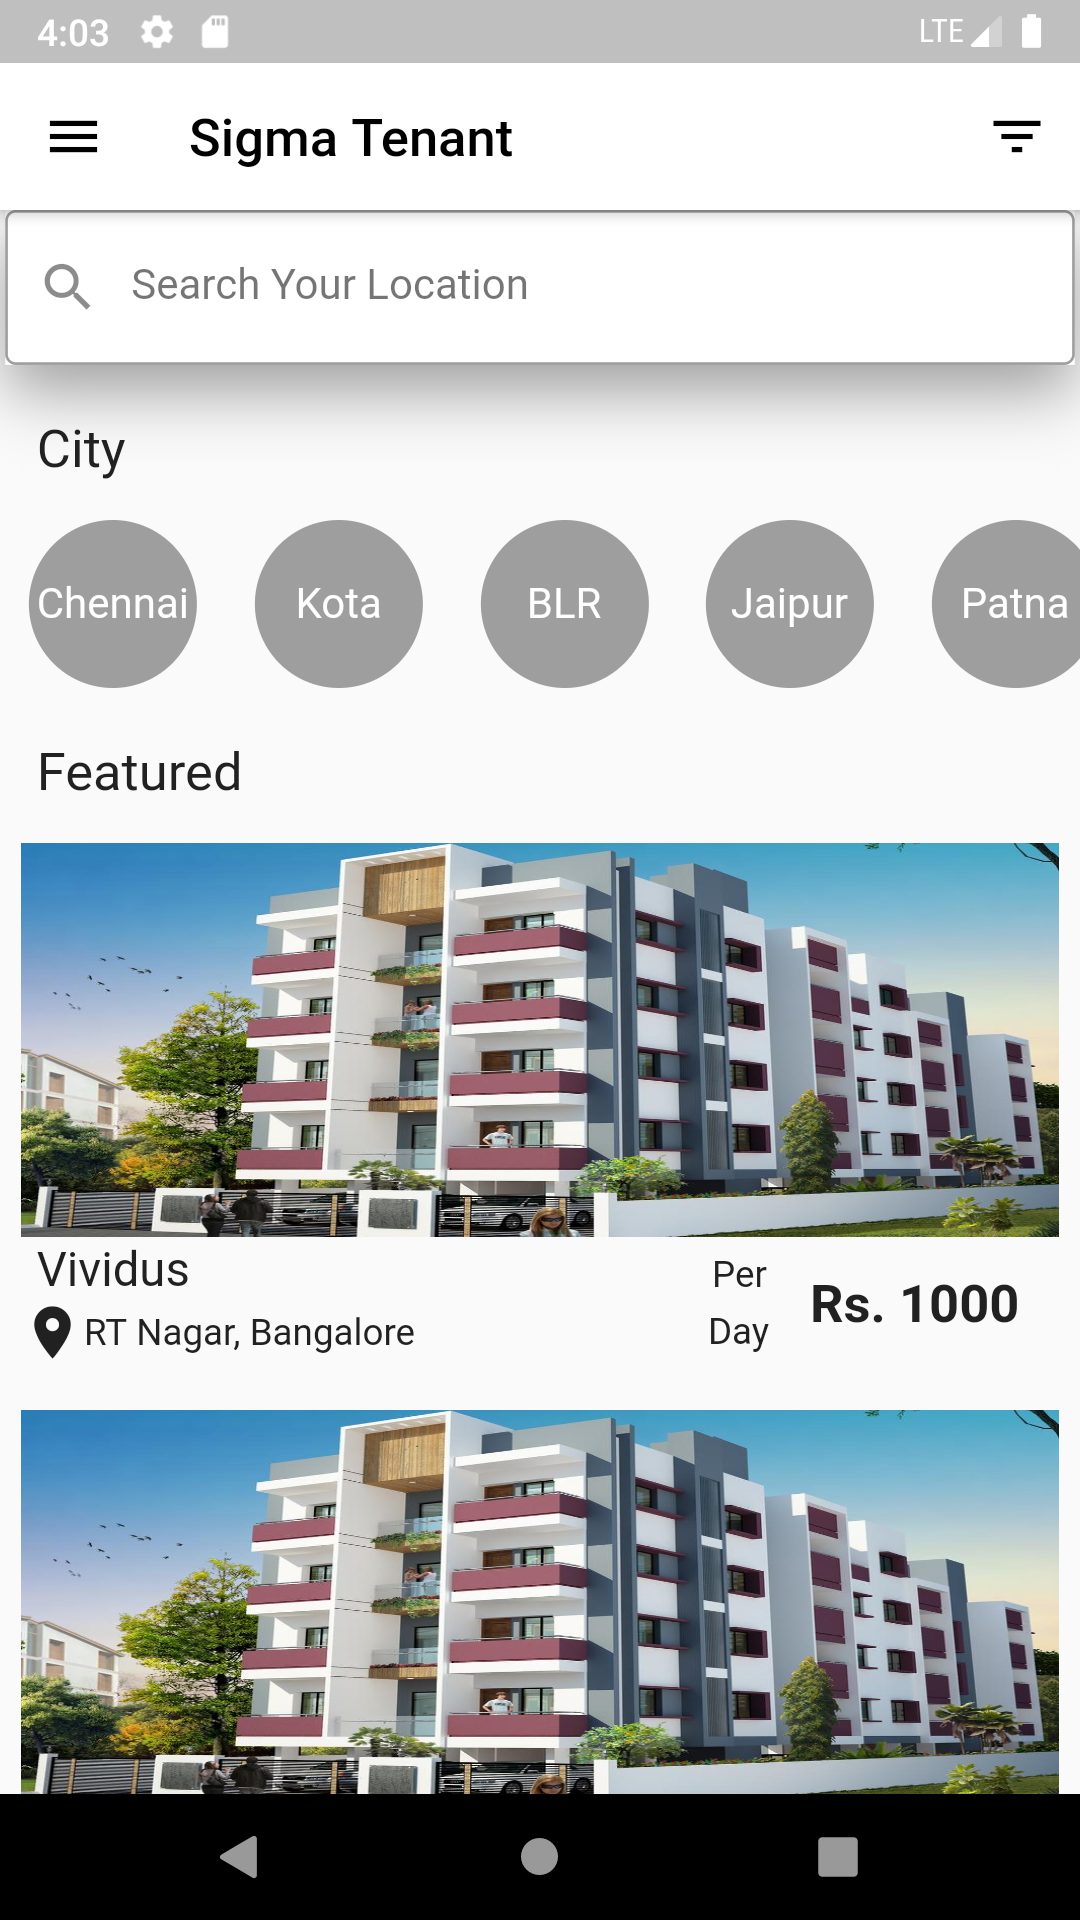 4:03
LTE
Sigma Tenant
Search Your Location
City
Chennai
Kota
BLR
Jaipur
Patna
Featured
Vividus
RT Nagar, Bangalore
Per
Day
Rs. 1000